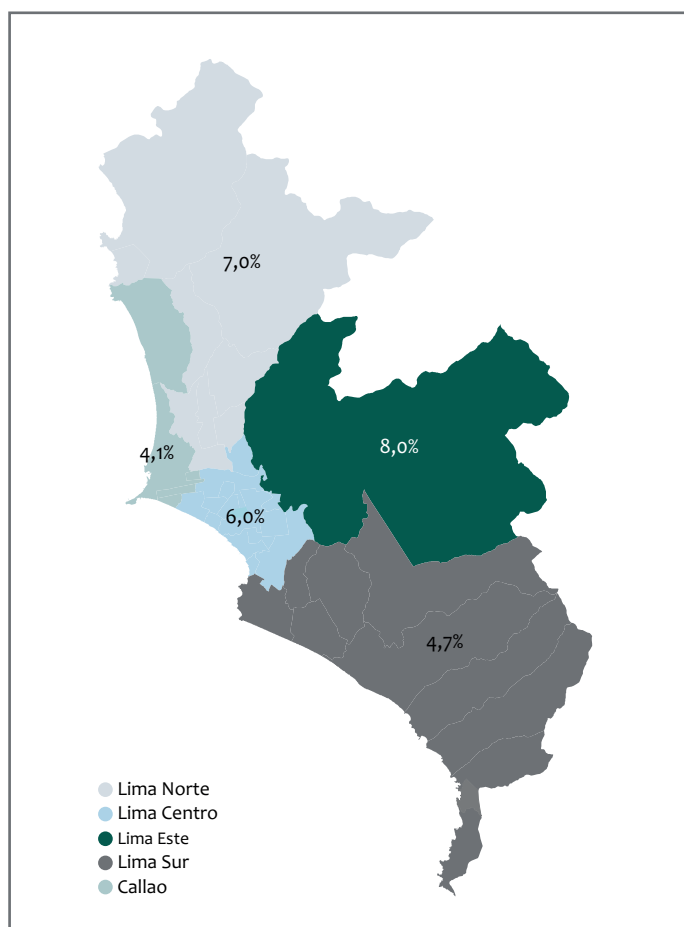 7,0%
4,1%
8,0%
6,0%
4,7%
Lima Norte
Lima Centro
Lima Este
Lima Sur
Callao